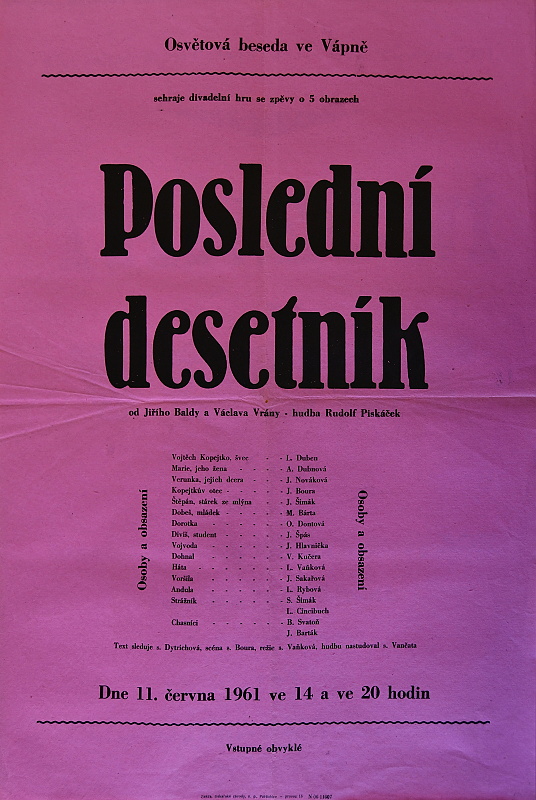 Osvětová beseda ve Vápně
sehraje divadelní hru se zpěvy o 5 obrazech
Poslední
desetník
od Jiřího Baldy a Václava Vrány - hudba Rudolf Piskáček
Osoby a obsazení
Vojtěch Kopejtko, švec - - - L. Duben
Marie, jeho žena - - - - - A. Dubnová
Verunka, jejich dcera - - - - J. Nováková
Kopejtkův otec - - - - - J. Boura
Štěpán, stárek ze mlýna - - - J. Šimák
Dobeš, mládek - - - - - - M. Bárta
Dorotka - - - - - - O. Dontová
Diviš, student - - - - - - J. Špás
Vojvoda - - - - - - J. Hlavnička
Dohnal - - - - - - V. Kučera
Háta - - - - - - - L. Vaňková
Voršila - - - - - - J. Sakařová
Andula - - - - - - L. Rybová
Strážník - - - - - - S. Šimák
L. Cincibuch
Chasníci - - - - - - B. Svatoň
J. Barták
Osoby a obsazení
Text sleduje s. Dytrichová, scéna s. Boura, režie s. Vaňková, hudbu nastudoval s. Vančata
Dne 11. června 1961 ve 14 a ve 20 hodin
Vstupné obvyklé